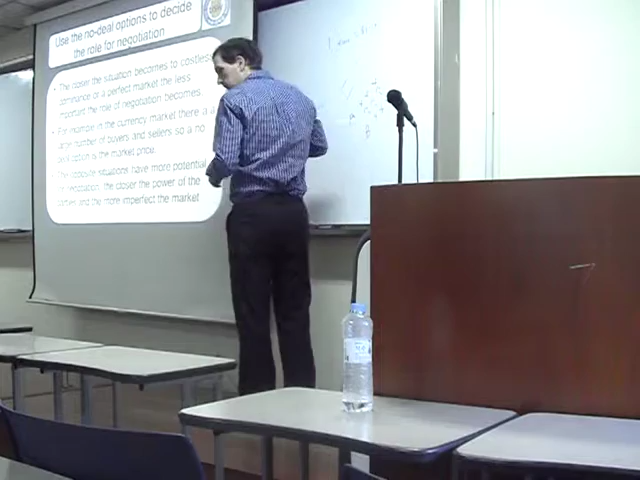 Use the no-deal options to decide
the role for negotiation
• The closer the situation becomes to costless
dominance of a perfect market the less
important the role of negotiation becomes.
• For example in the currency market there a
large number of buyers and sellers so a no
deal option is the market price.
• The opposite situations have more potential
negotiation, the closer the power of the
parties and the more imperfect the market